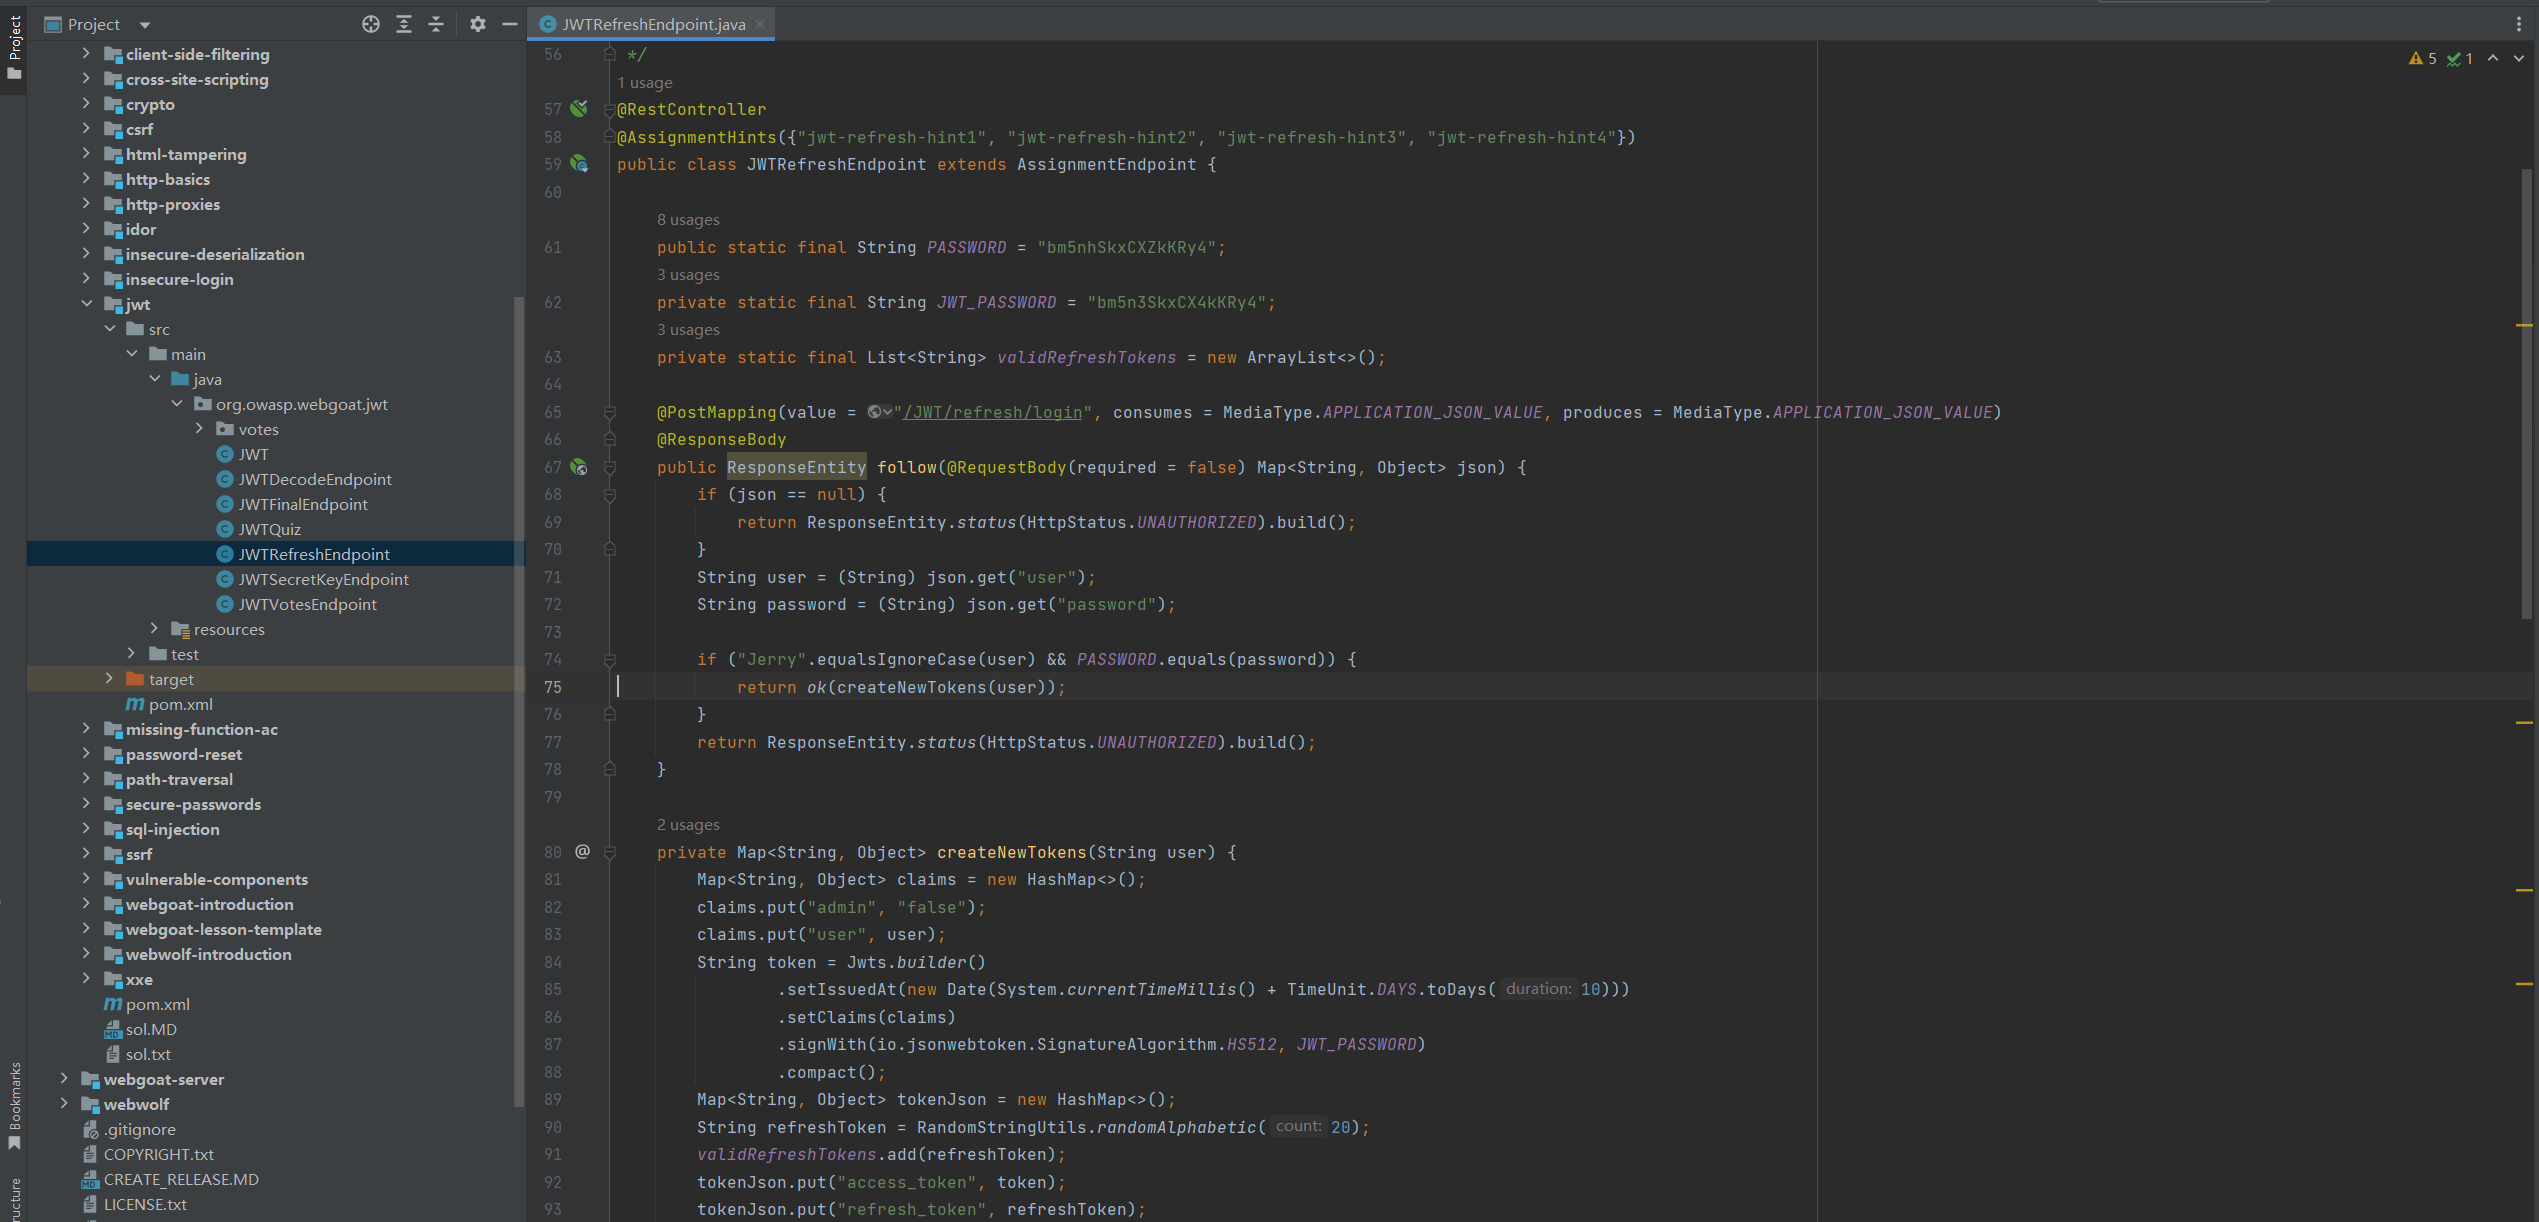 Project
JWTRefreshEndpoint.java
Project
client-side-filtering
cross-site-scripting
crypto
csrf
html-tampering
http-basics
http-proxies
idor
insecure-deserialization
insecure-login
jwt
src
main
java
org.owasp.webgoat.jwt
votes
JWT
JWTDecodeEndpoint
JWTFinalEndpoint
JWTQuiz
JWTRefreshEndpoint
JWTSecretKeyEndpoint
JWTVotesEndpoint
resources
test
target
pom.xml
missing-function-ac
password-reset
path-traversal
secure-passwords
sql-injection
ssrf
vulnerable-components
webgoat-introduction
webgoat-lesson-template
webwolf-introduction
xxe
pom.xml
sol.MD
sol.txt
webgoat-server
webwolf
.gitignore
COPYRIGHT.txt
CREATE_RELEASE.MD
LICENSE.txt
Bookmarks
5 1
56 */
1 usage
57 @RestController
58 @AssignmentHints({"jwt-refresh-hint1", "jwt-refresh-hint2", "jwt-refresh-hint3", "jwt-refresh-hint4"})
59 public class JWTRefreshEndpoint extends AssignmentEndpoint {
60
8 usages
61 public static final String PASSWORD = "bm5nhSkxCXZkKRy4";
3 usages
62 private static final String JWT_PASSWORD = "bm5n3SkxCX4kKRy4";
3 usages
63 private static final List<String> validRefreshTokens = new ArrayList<>();
64
65 @PostMapping(value = "/JWT/refresh/login", consumes = MediaType.APPLICATION_JSON_VALUE, produces = MediaType.APPLICATION_JSON_VALUE)
66 @ResponseBody
67 public ResponseEntity follow(@RequestBody(required = false) Map<String, Object> json) {
68 if (json == null) {
69 return ResponseEntity.status(HttpStatus.UNAUTHORIZED).build();
70 }
71 String user = (String) json.get("user");
72 String password = (String) json.get("password");
73
74 if ("Jerry".equalsIgnoreCase(user) && PASSWORD.equals(password)) {
75 return ok(createNewTokens(user));
76 }
77 return ResponseEntity.status(HttpStatus.UNAUTHORIZED).build();
78 }
79
2 usages
80 @ private Map<String, Object> createNewTokens(String user) {
81 Map<String, Object> claims = new HashMap<>();
82 claims.put("admin", "false");
83 claims.put("user", user);
84 String token = Jwts.builder()
85 .setIssuedAt(new Date(System.currentTimeMillis() + TimeUnit.DAYS.toDays( duration: 10)))
86 .setClaims(claims)
87 .signWith(io.jsonwebtoken.SignatureAlgorithm.HS512, JWT_PASSWORD)
88 .compact();
89 Map<String, Object> tokenJson = new HashMap<>();
90 String refreshToken = RandomStringUtils.randomAlphabetic( count: 20);
91 validRefreshTokens.add(refreshToken);
92 tokenJson.put("access_token", token);
93 tokenJson.put("refresh_token", refreshToken);